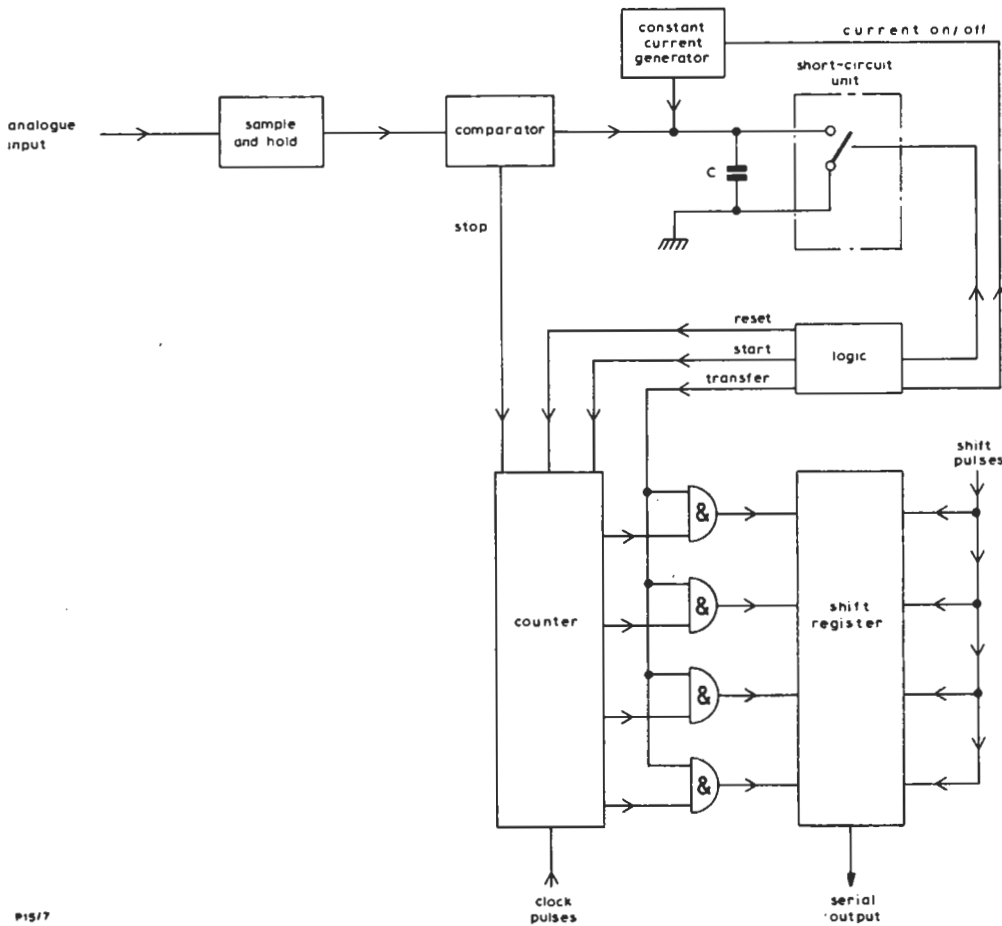 constant
current
generator
current on/off
short-circuit
unit
analogue
input
sample
and hold
comparator
C
stop
reset
start
transfer
logic
shift
pulses
&
&
&
&
counter
shift
register
clock
pulses
serial
output
P15/7